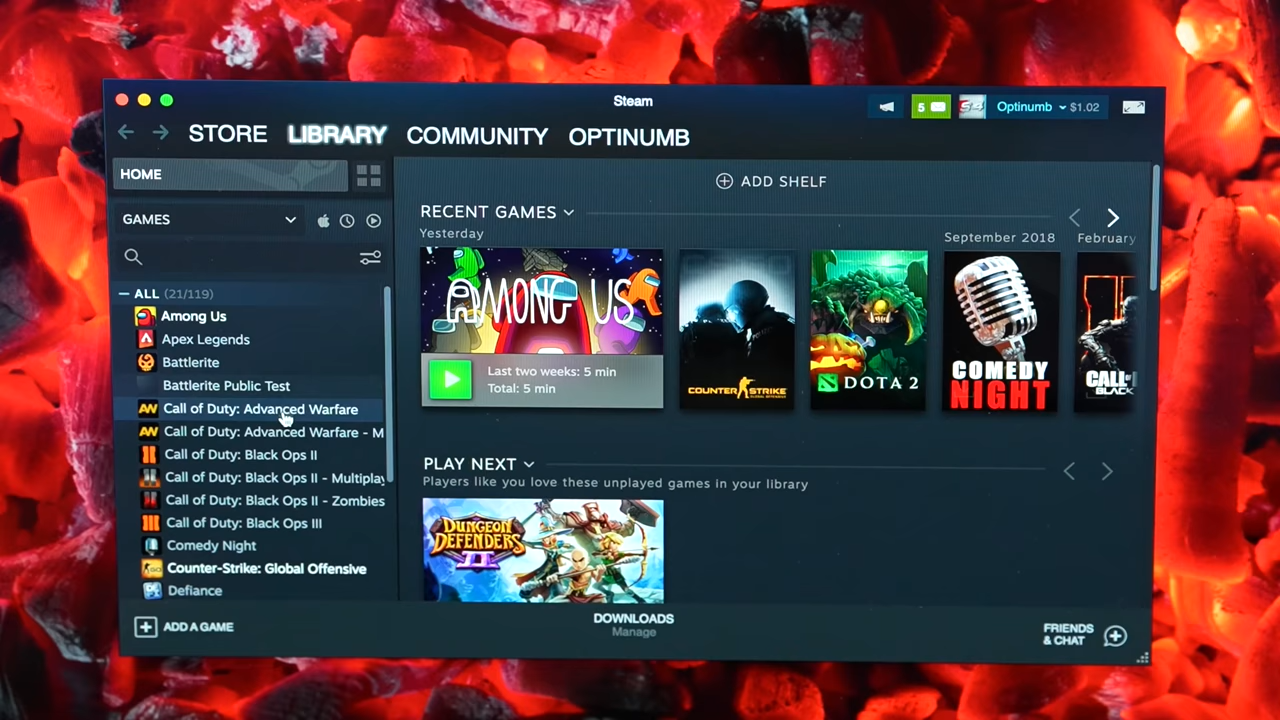 Steam
5
Optinumb
$1.02
STORE
LIBRARY
COMMUNITY
OPTINUMB
HOME
GAMES
ALL (21/119)
Among Us
Apex Legends
Battlerite
Battlerite Public Test
AW Call of Duty: Advanced Warfare
AW Call of Duty: Advanced Warfare - M
Call of Duty: Black Ops II
Call of Duty: Black Ops II - Multiplay
Call of Duty: Black Ops II - Zombies
Call of Duty: Black Ops III
Comedy Night
Counter-Strike: Global Offensive
Defiance
ADD A GAME
ADD SHELF
RECENT GAMES
Yesterday
September 2018
February
AMONG US
Last two weeks: 5 min
Total: 5 min
COUNTER STRIKE
GLOBAL OFFENSIVE
DOTA 2
COMEDY
NIGHT
II
CALL
BLACK
PLAY NEXT
Players like you love these unplayed games in your library
DUNGEON
DEFENDERS
II
DOWNLOADS
Manage
FRIENDS
& CHAT